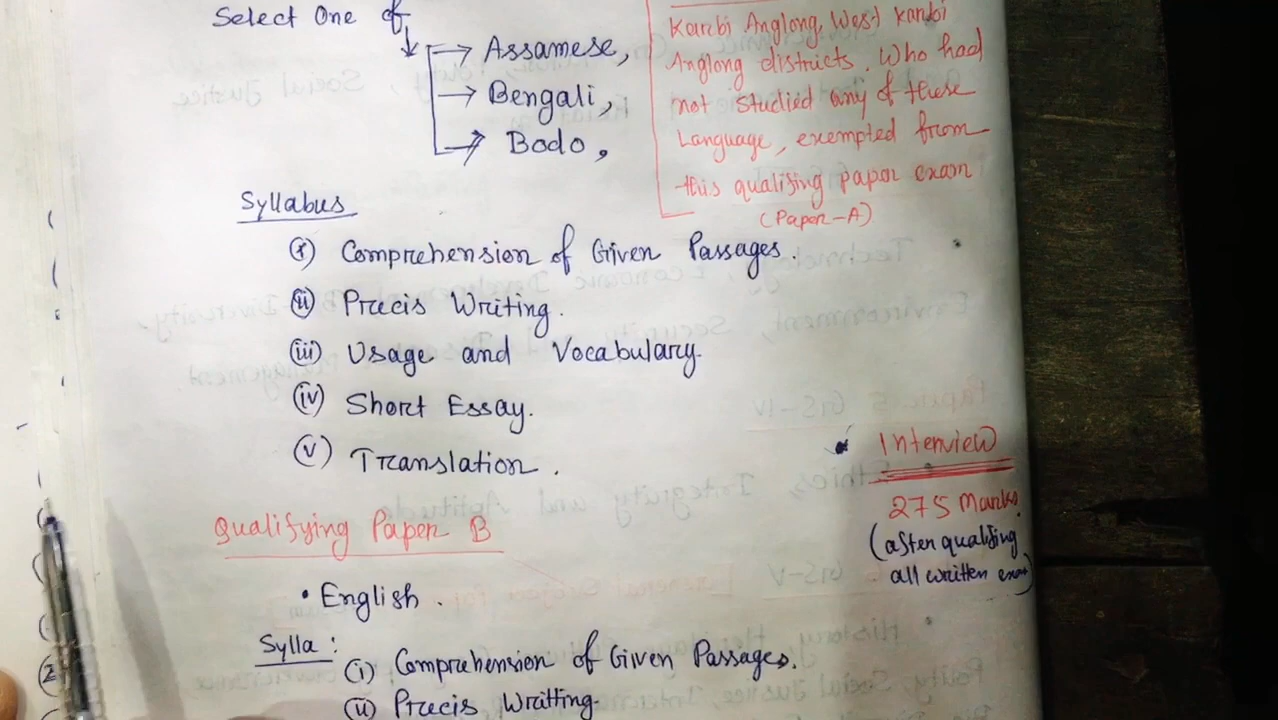 Select One of
Assamese,
Bengali,
Bodo,
Karbi Anglong, West Karbi
Anglong districts. Who had
not Studied any of these
Language, exempted from
this qualifing paper exam
(Paper-A)
Syllabus
(i) Comprehension of Given Passages.
(ii) Precis Writing.
(iii) Usage and Vocabulary.
(iv) Short Essay.
(v) Translation.
Interview
275 Marks.
(after qualifing
all written exam)
Qualifying Paper B
• English.
Sylla:
(i) Comprehension of Given Passages.
(ii) Precis Writting.